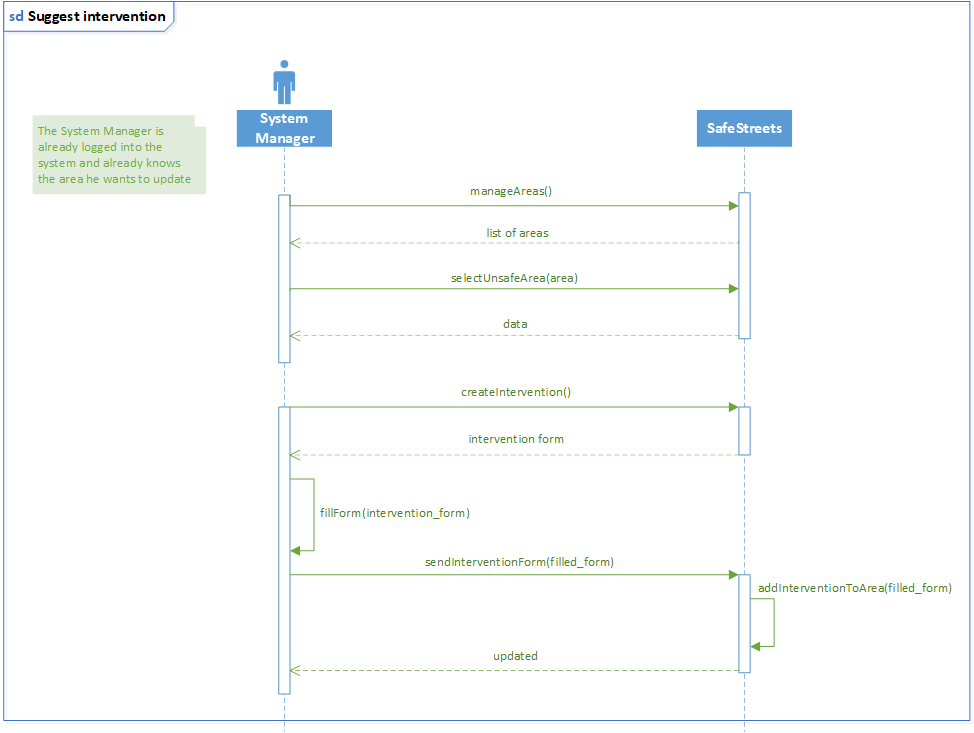 sd Suggest intervention
System
Manager
SafeStreets
The System Manager is
already logged into the
system and already knows
the area he wants to update
manageAreas()
list of areas
selectUnsafeArea(area)
data
createIntervention()
intervention form
fillForm(intervention_form)
sendInterventionForm(filled_form)
addInterventionToArea(filled_form)
updated